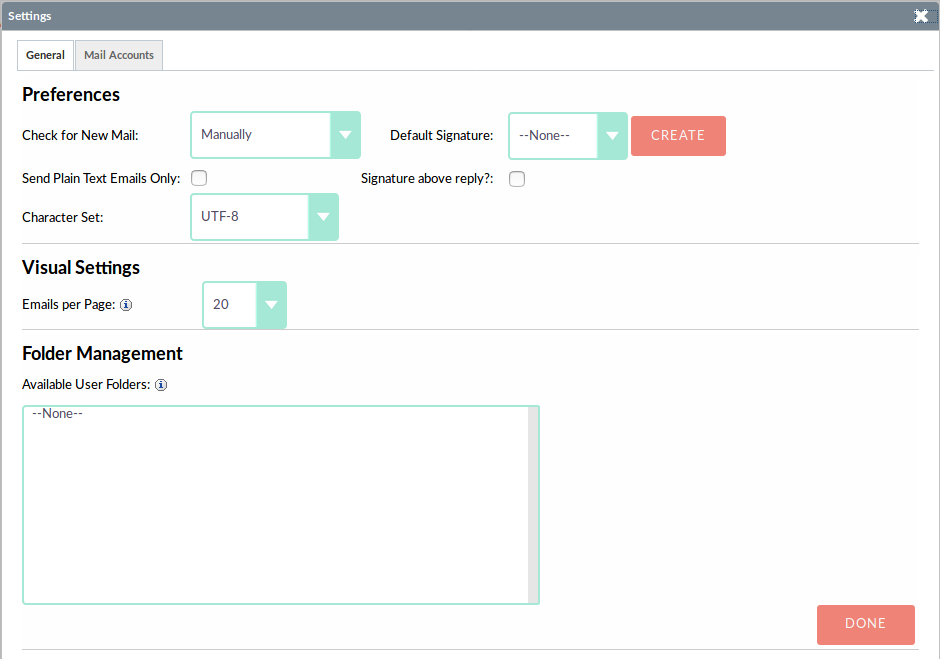 Settings
General Mail Accounts
Preferences
Check for New Mail: Manually Default Signature: --None-- CREATE
Send Plain Text Emails Only: Signature above reply?:
Character Set: UTF-8
Visual Settings
Emails per Page: 20
Folder Management
Available User Folders:
--None--
DONE